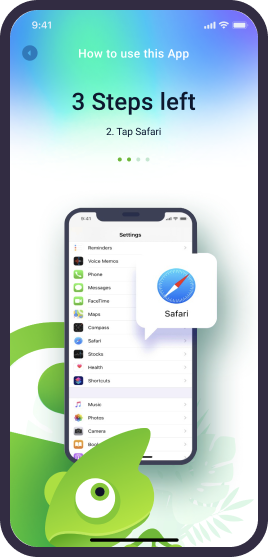 9:41
How to use this App
3 Steps left
2. Tap Safari
9:41
Settings
Reminders
Voice Memos
Phone
Messages
FaceTime
Maps
Compass
Safari
Safari
Stocks
Health
Shortcuts
Music
Photos
Camera